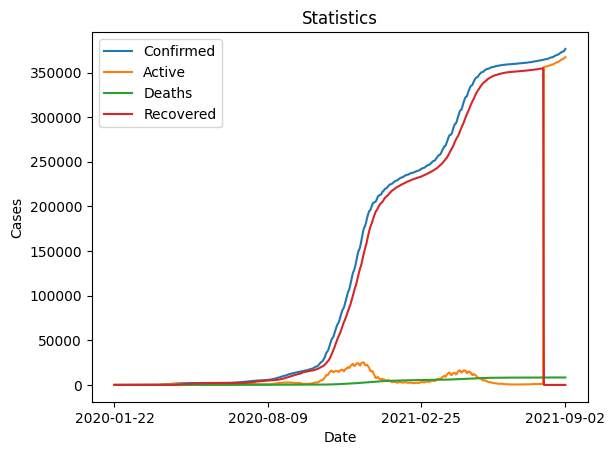 Statistics
Confirmed
Active
Deaths
Recovered
Cases
350000
300000
250000
200000
150000
100000
50000
0
2020-01-22 2020-08-09 2021-02-25 2021-09-02
Date